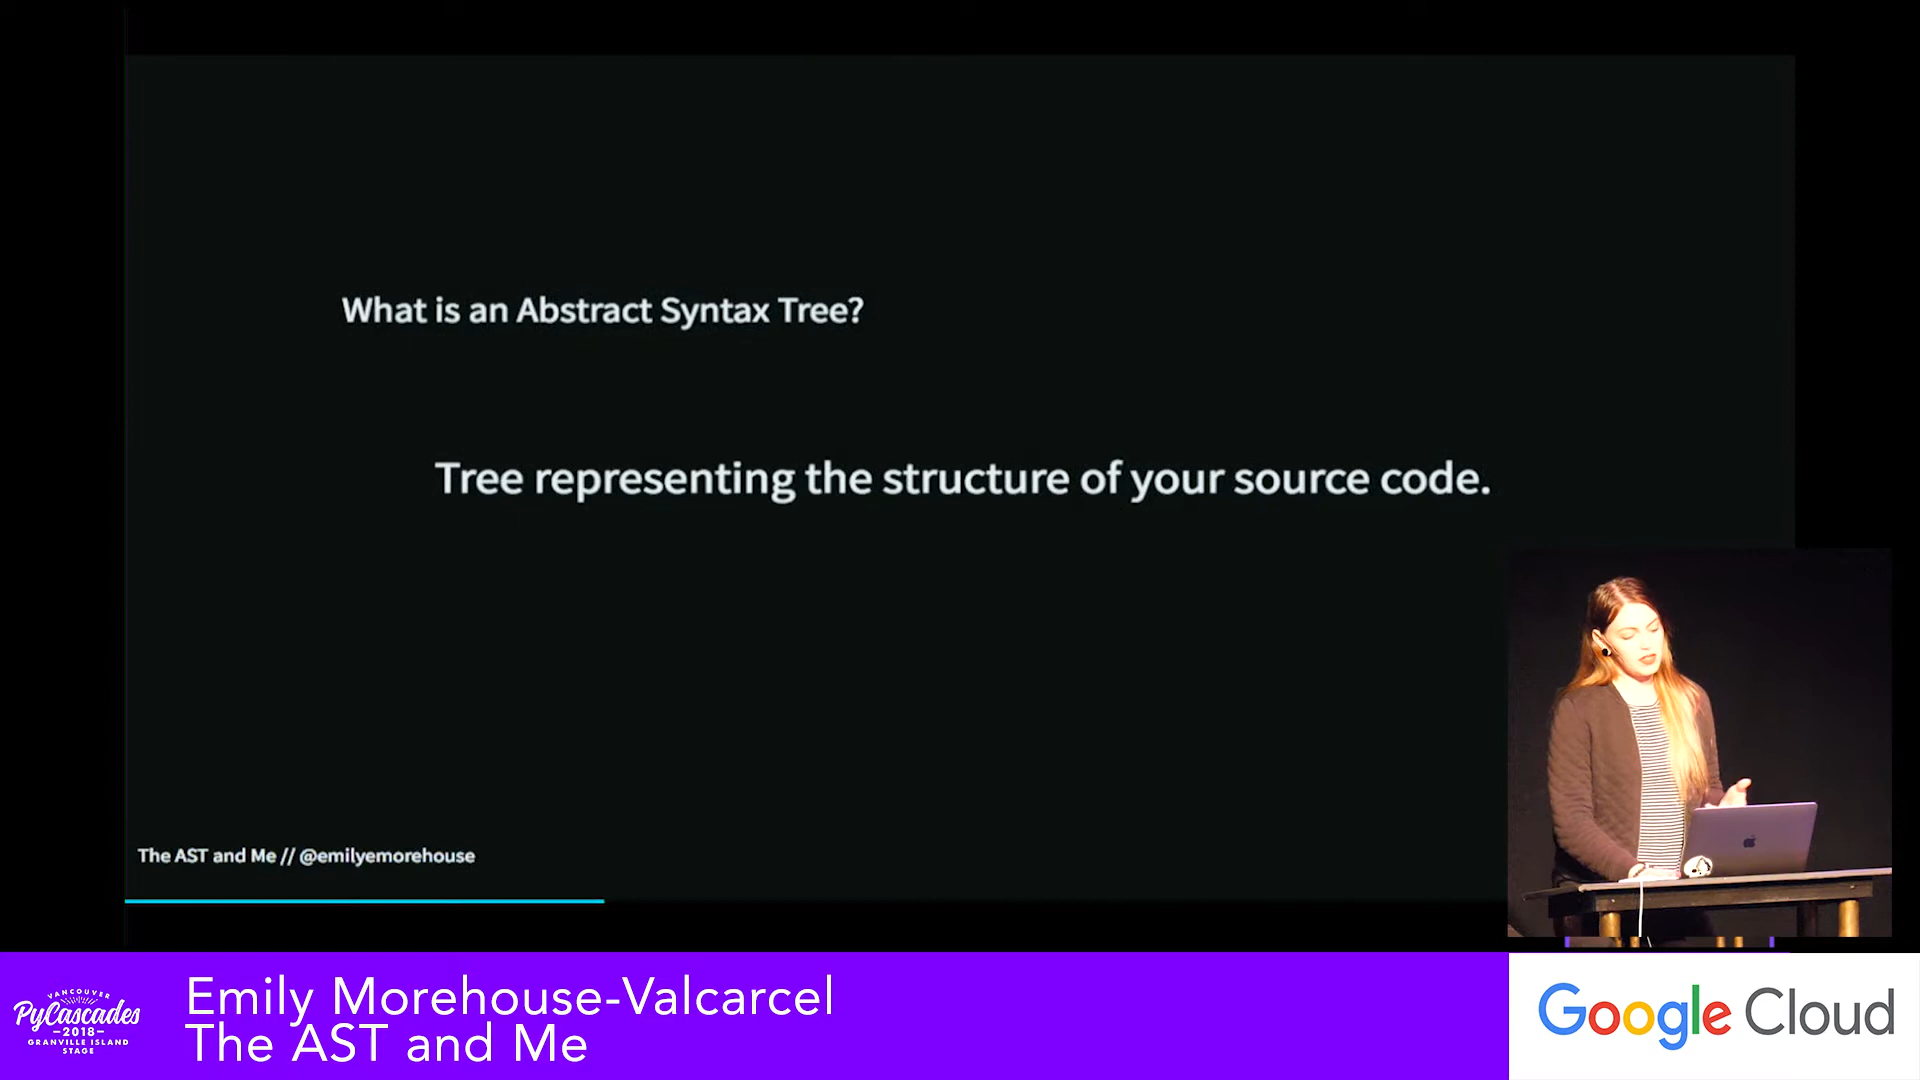 What is an Abstract Syntax Tree?
Tree representing the structure of your source code.
The AST and Me // @emilyemorehouse
VANCOUVER
PyCascades
-2018-
GRANVILLE ISLAND
STAGE
Emily Morehouse-Valcarcel
The AST and Me
Google Cloud